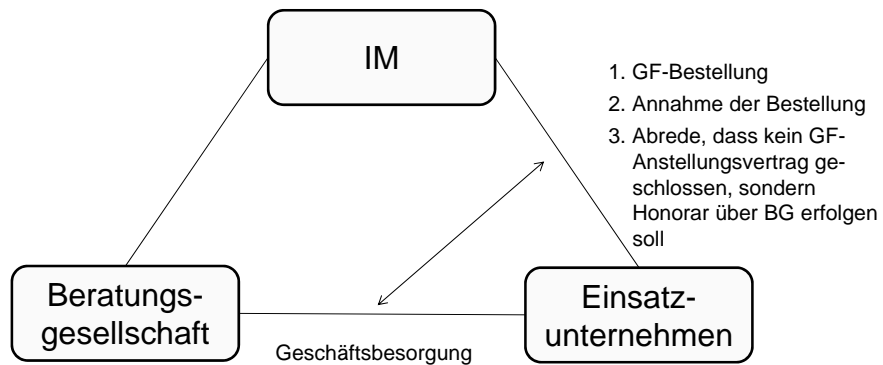 IM
1. GF-Bestellung
2. Annahme der Bestellung
3. Abrede, dass kein GF-
Anstellungsvertrag ge-
schlossen, sondern
Honorar über BG erfolgen
soll
Beratungs-
gesellschaft
Einsatz-
unternehmen
Geschäftsbesorgung